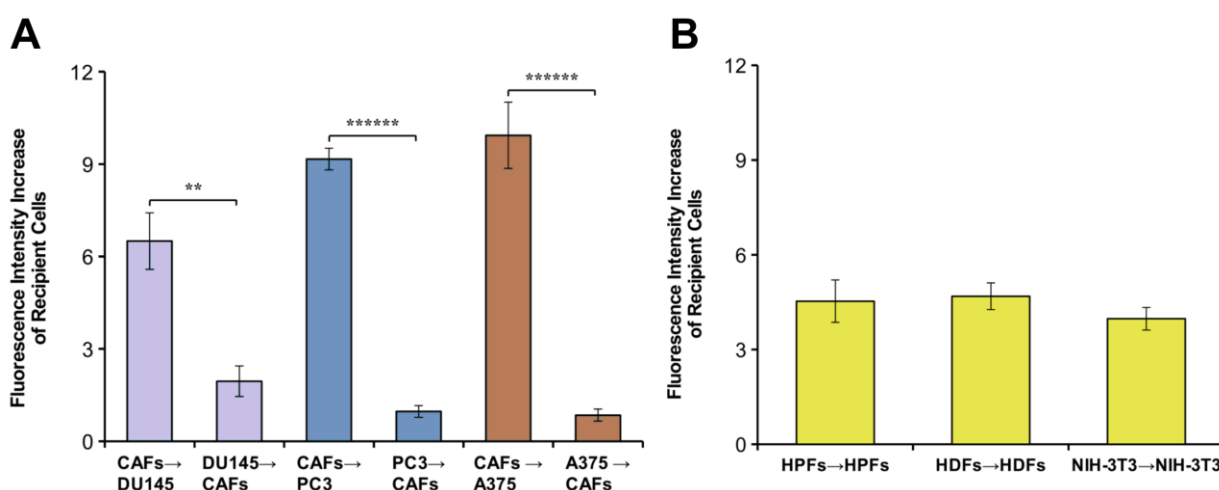 A
Fluorescence Intensity Increase
of Recipient Cells
12
9
6
3
0
**
******
******
CAFs→
DU145
DU145→
CAFs
CAFs→
PC3
PC3→
CAFs
CAFs→
A375
A375→
CAFs
B
Fluorescence Intensity Increase
of Recipient Cells
12
9
6
3
0
HPFs→HPFs
HDFs→HDFs
NIH-3T3→NIH-3T3